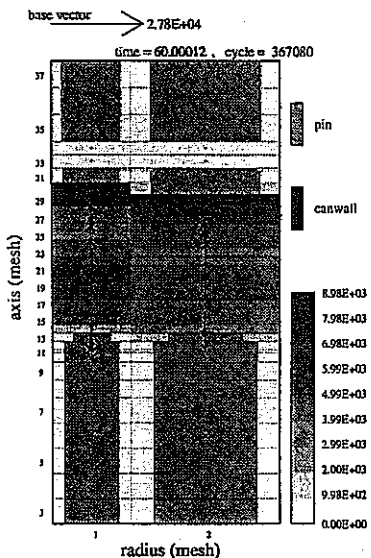 base vector
2.78E+04
time = 60.00012 , cycle = 367080
37
35
33
31
29
27
25
23
21
19
17
15
13
11
9
7
5
3
axis (mesh)
1 2
radius (mesh)
pin
canwall
8.98E+03
7.98E+03
6.98E+03
5.99E+03
4.99E+03
3.99E+03
2.99E+03
2.00E+03
9.98E+02
0.00E+00